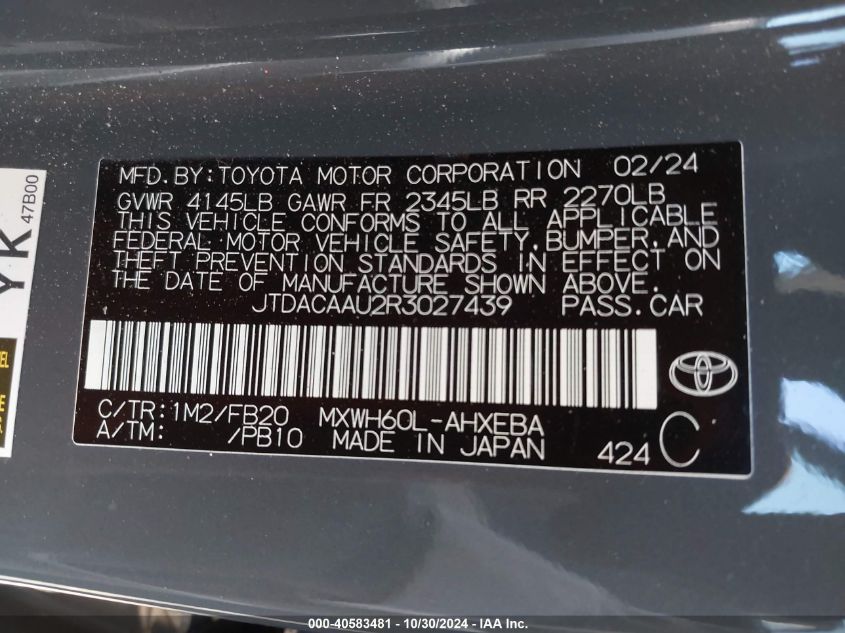 MFD. BY: TOYOTA MOTOR CORPORATION 02/24
GVWR 4145LB GAWR FR 2345LB RR 2270LB
THIS VEHICLE CONFORMS TO ALL APPLICABLE
FEDERAL MOTOR VEHICLE SAFETY, BUMPER, AND
THEFT PREVENTION STANDARDS IN EFFECT ON
THE DATE OF MANUFACTURE SHOWN ABOVE.
JTDACAAU2R3027439 PASS.CAR
C/TR: 1M2/FB20 MXWH60L-AHXEBA
A/TM: /PB10 MADE IN JAPAN 424 C
YK
47B00
000-40583481 - 10/30/2024 - IAA Inc.